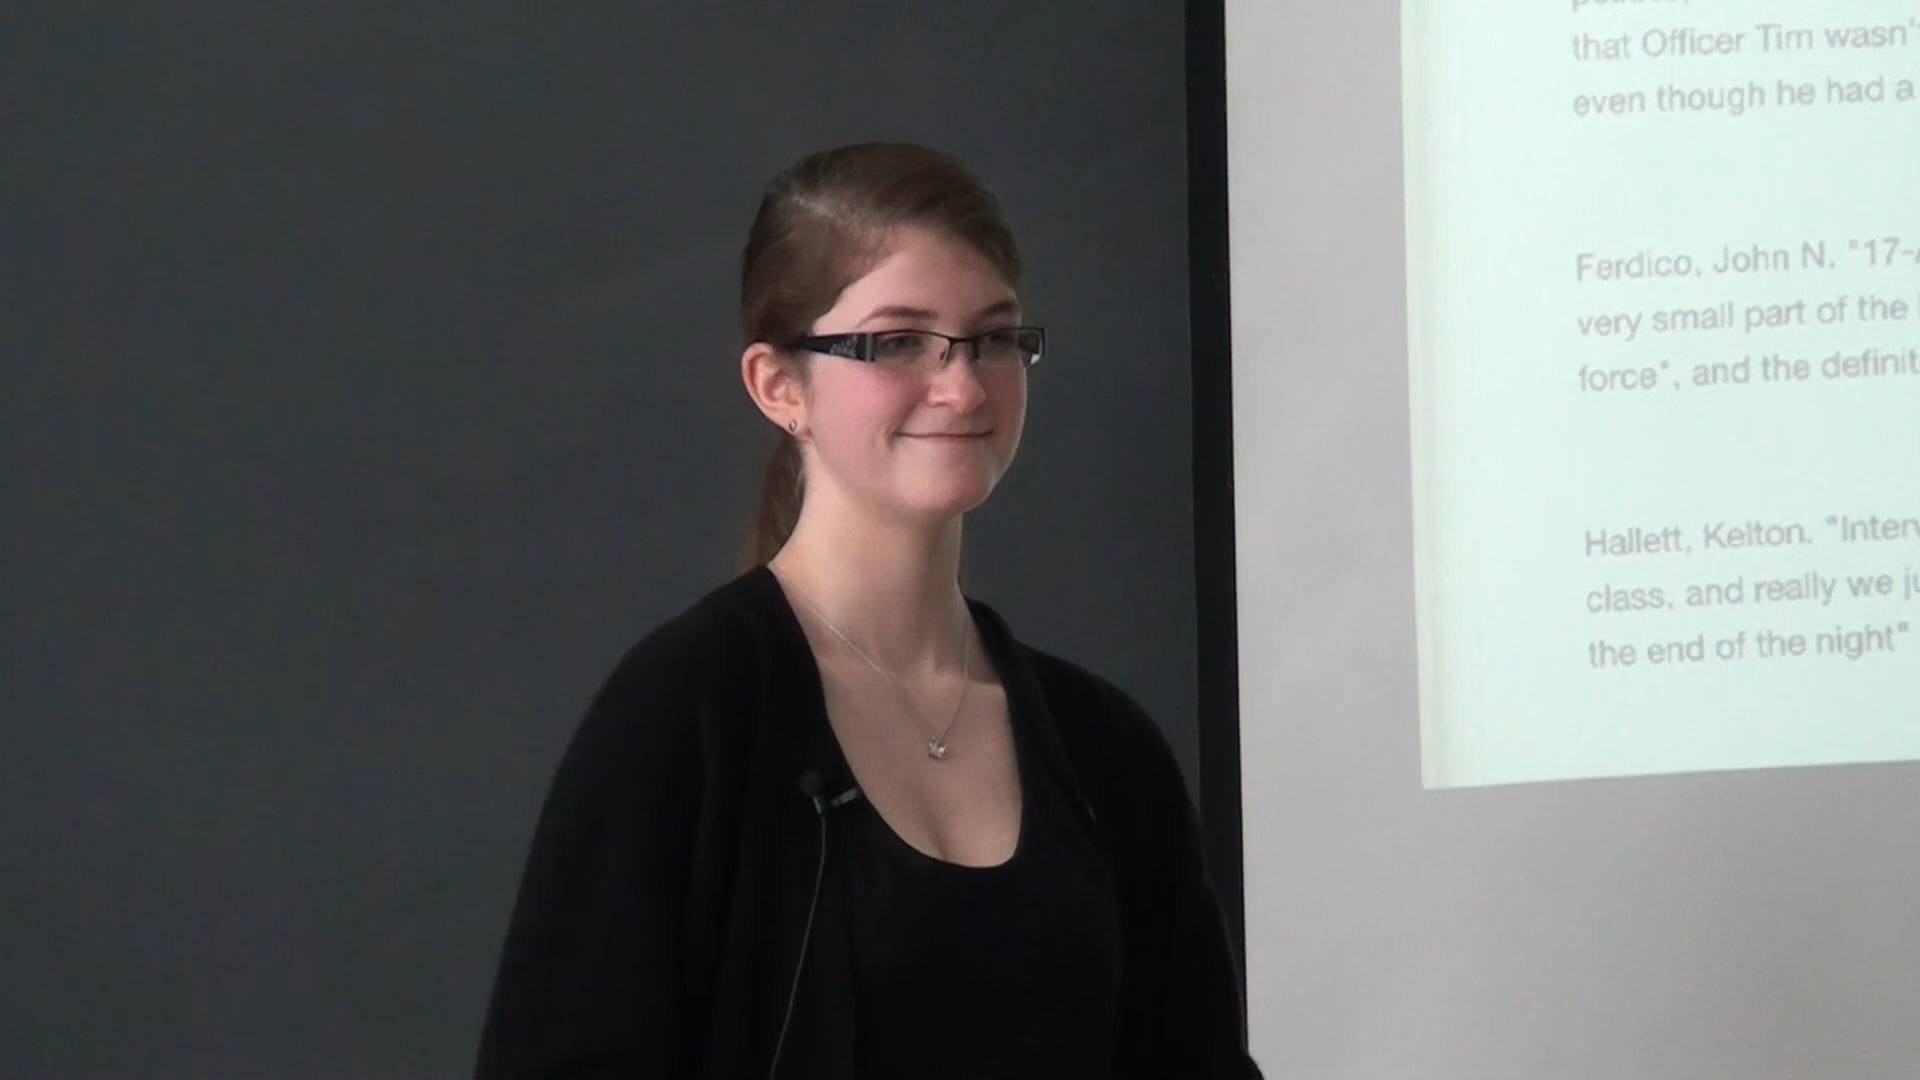 that Officer Tim wasn'
even though he had a
Ferdico, John N. "17-
very small part of the
force", and the definit
Hallett, Kelton. "Interv
class, and really we ju
the end of the night"